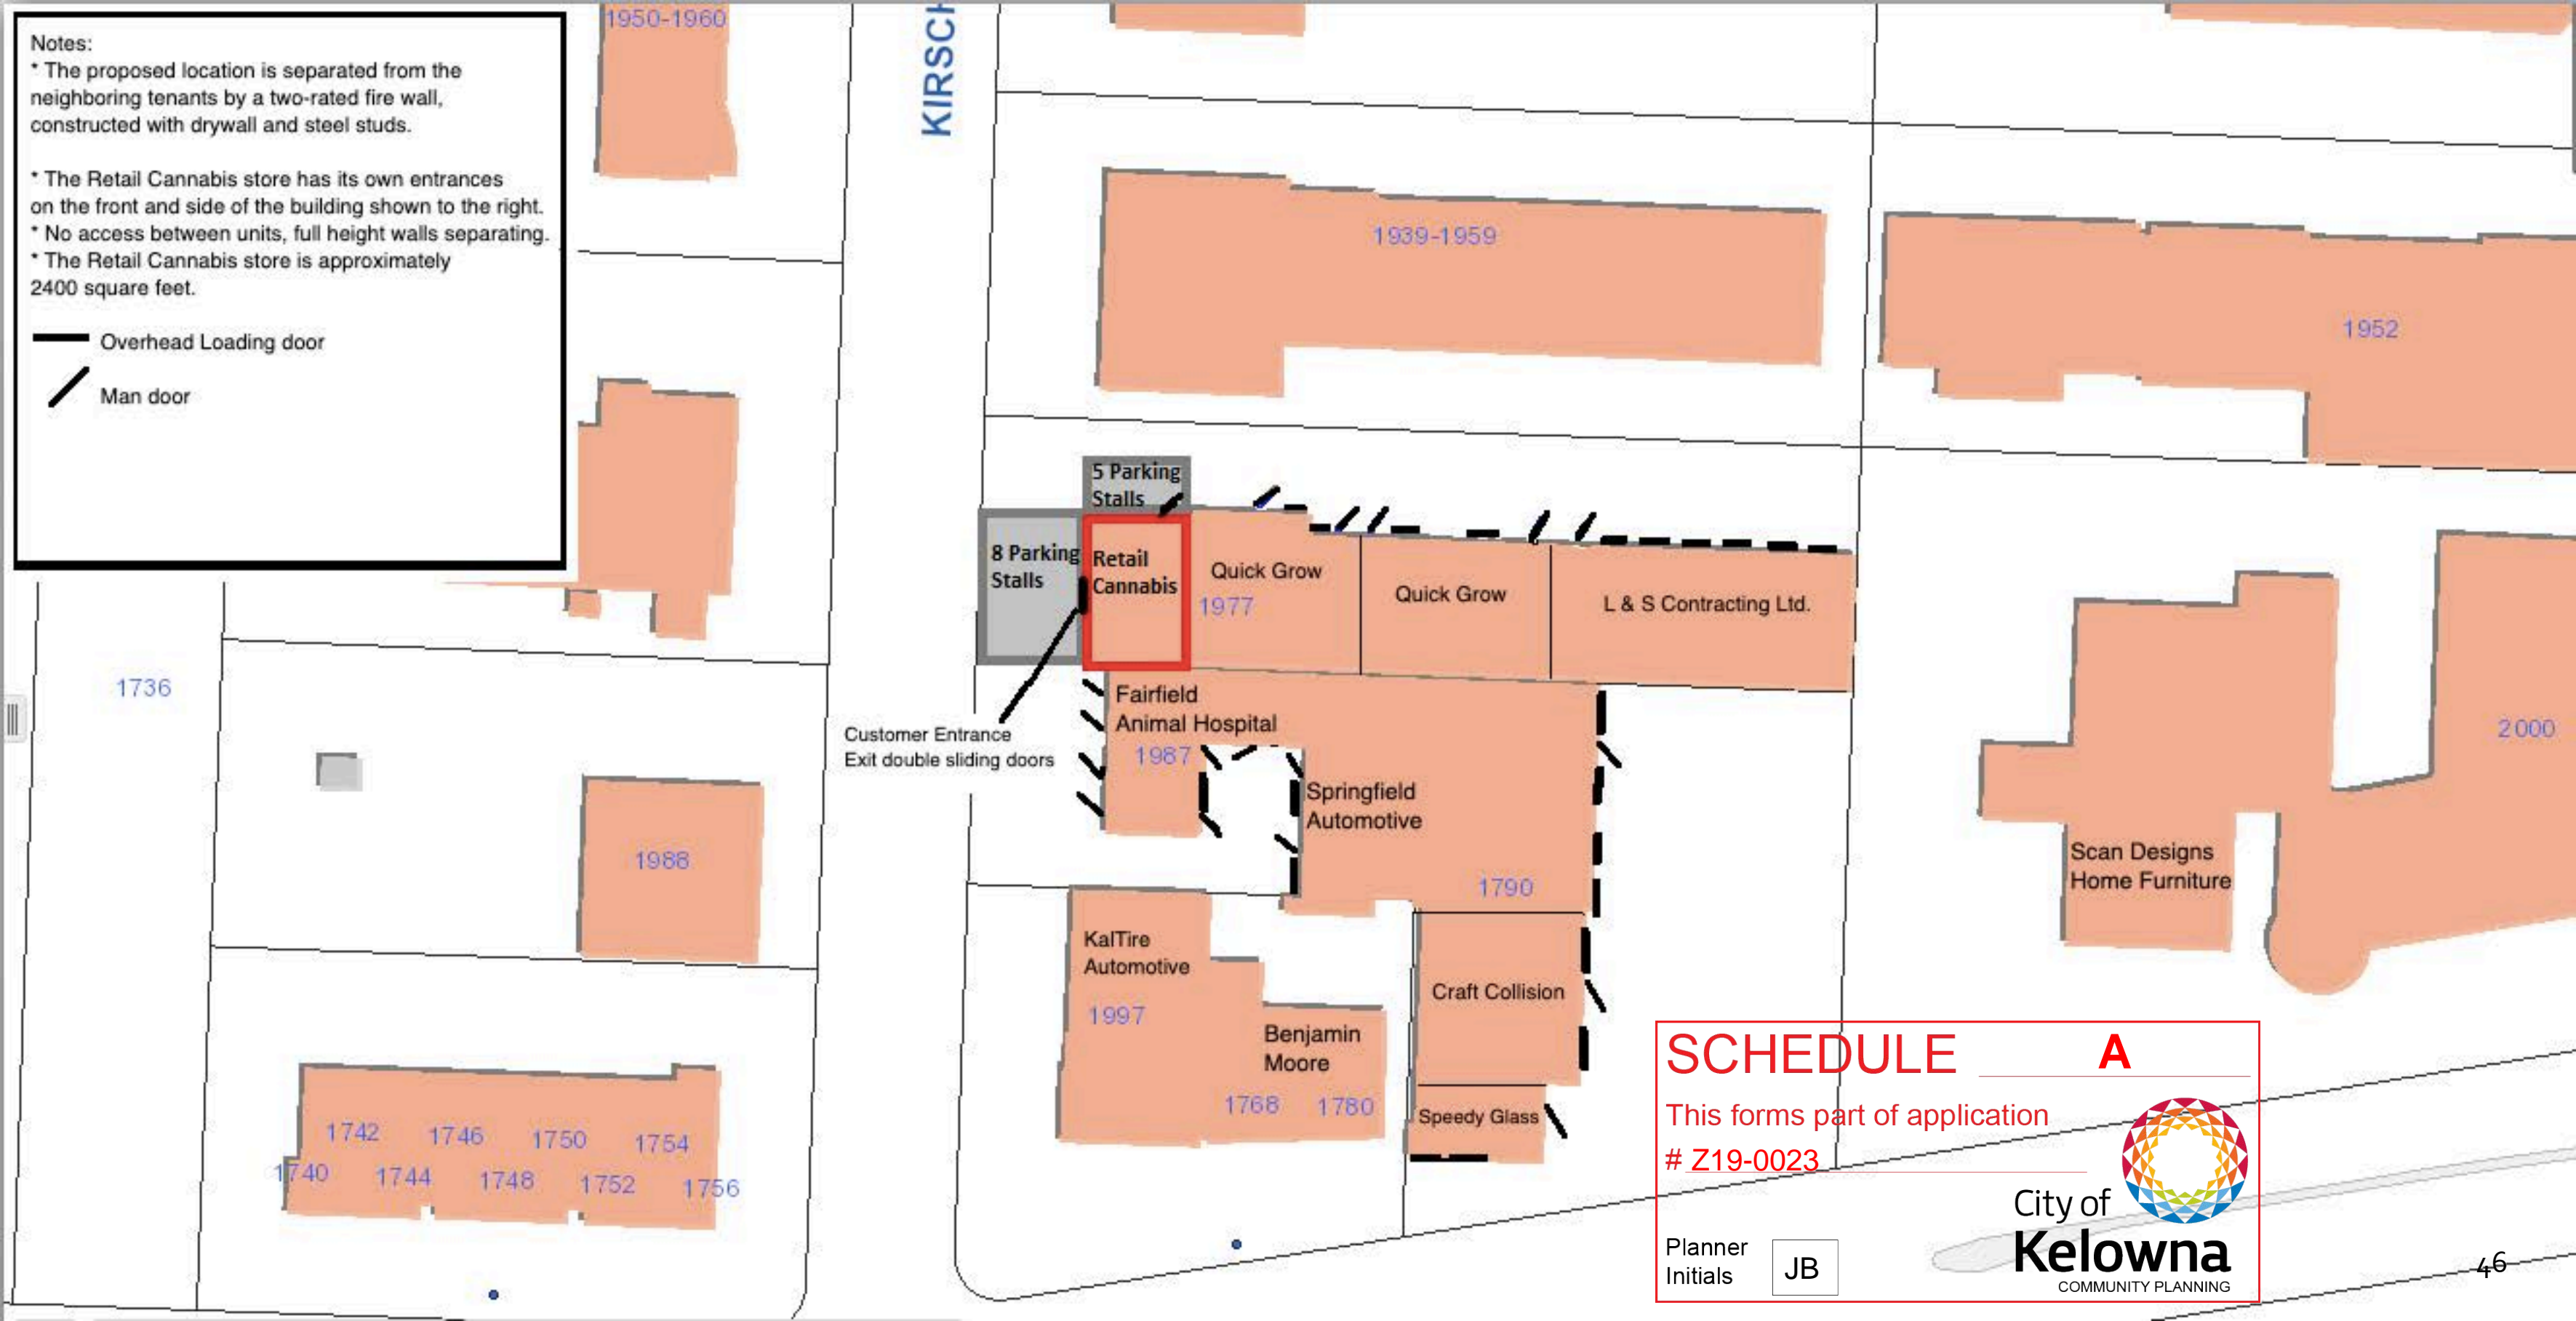 Notes:
* The proposed location is separated from the
neighboring tenants by a two-rated fire wall,
constructed with drywall and steel studs.
* The Retail Cannabis store has its own entrances
on the front and side of the building shown to the right.
* No access between units, full height walls separating.
* The Retail Cannabis store is approximately
2400 square feet.
Overhead Loading door
Man door
1950-1960
KIRSCH
1939-1959
1952
5 Parking
Stalls
8 Parking
Stalls
Retail
Cannabis
Quick Grow
1977
Quick Grow
L & S Contracting Ltd.
1736
Fairfield
Animal Hospital
1987
Customer Entrance
Exit double sliding doors
Springfield
Automotive
1790
2000
Scan Designs
Home Furniture
1988
KalTire
Automotive
1997
Benjamin
Moore
1768
1780
Craft Collision
Speedy Glass
1742
1746
1750
1754
1740
1744
1748
1752
1756
SCHEDULE A
This forms part of application
# Z19-0023
City of
Kelowna
COMMUNITY PLANNING
Planner
Initials
JB
46